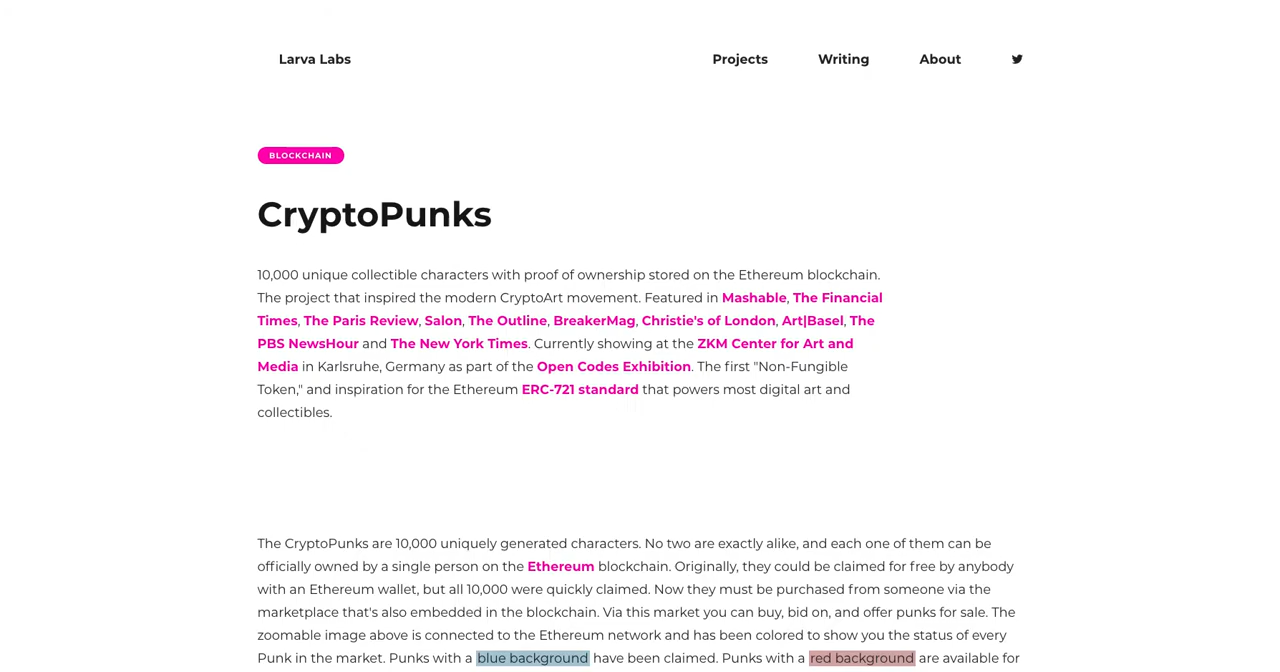 Larva Labs
Projects
Writing
About
BLOCKCHAIN
CryptoPunks
10,000 unique collectible characters with proof of ownership stored on the Ethereum blockchain.
The project that inspired the modern CryptoArt movement. Featured in Mashable, The Financial
Times, The Paris Review, Salon, The Outline, BreakerMag, Christie's of London, Art|Basel, The
PBS NewsHour and The New York Times. Currently showing at the ZKM Center for Art and
Media in Karlsruhe, Germany as part of the Open Codes Exhibition. The first "Non-Fungible
Token," and inspiration for the Ethereum ERC-721 standard that powers most digital art and
collectibles.
The CryptoPunks are 10,000 uniquely generated characters. No two are exactly alike, and each one of them can be
officially owned by a single person on the Ethereum blockchain. Originally, they could be claimed for free by anybody
with an Ethereum wallet, but all 10,000 were quickly claimed. Now they must be purchased from someone via the
marketplace that's also embedded in the blockchain. Via this market you can buy, bid on, and offer punks for sale. The
zoomable image above is connected to the Ethereum network and has been colored to show you the status of every
Punk in the market. Punks with a blue background have been claimed. Punks with a red background are available for